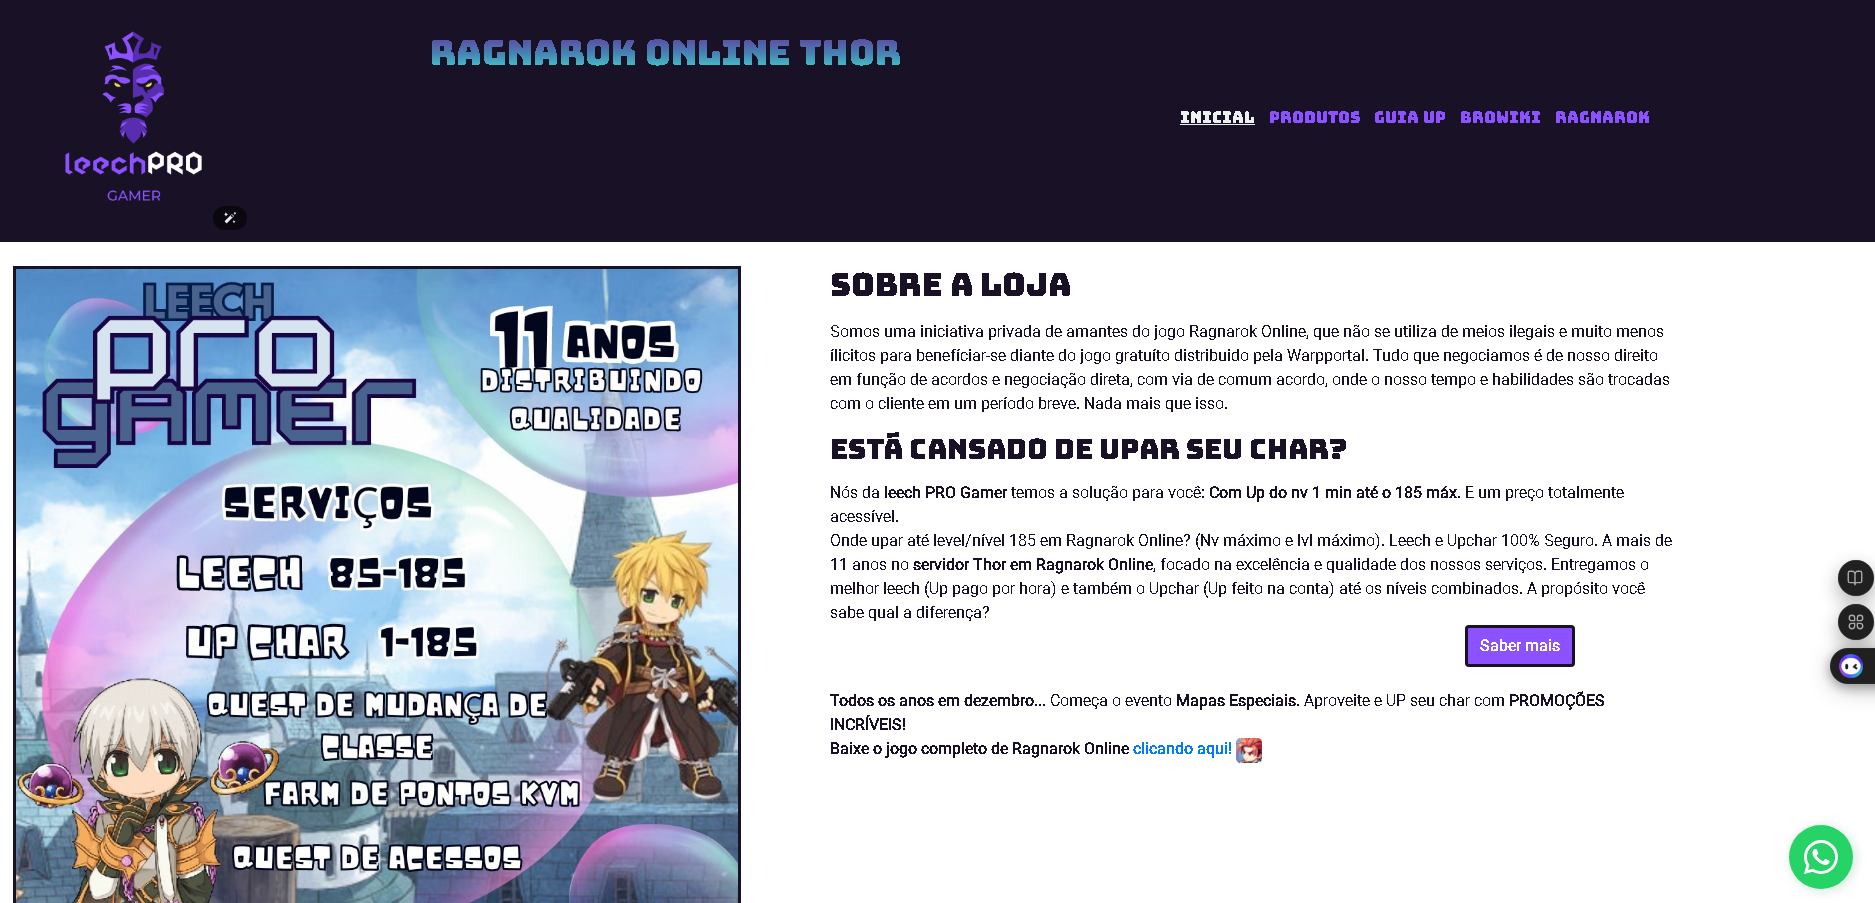 RAGNAROK ONLINE THOR
INICIAL PRODUTOS GUIA UP BROWIKI RAGNAROK
leechPRO
GAMER
LEECH
PRO
GAMER
11 ANOS
DISTRIBUINDO
QUALIDADE
SERVIÇOS
LEECH 85-185
UP CHAR 1-185
QUEST DE MUDANÇA DE
CLASSE
FARM DE PONTOS KVM
QUEST DE ACESSOS
SOBRE A LOJA
Somos uma iniciativa privada de amantes do jogo Ragnarok Online, que não se utiliza de meios ilegais e muito menos
ílicitos para benefíciar-se diante do jogo gratuíto distribuido pela Warpportal. Tudo que negociamos é de nosso direito
em função de acordos e negociação direta, com via de comum acordo, onde o nosso tempo e habilidades são trocadas
com o cliente em um período breve. Nada mais que isso.
ESTÁ CANSADO DE UPAR SEU CHAR?
Nós da leech PRO Gamer temos a solução para você: Com Up do nv 1 min até o 185 máx. E um preço totalmente
acessível.
Onde upar até level/nível 185 em Ragnarok Online? (Nv máximo e lvl máximo). Leech e Upchar 100% Seguro. A mais de
11 anos no servidor Thor em Ragnarok Online, focado na excelência e qualidade dos nossos serviços. Entregamos o
melhor leech (Up pago por hora) e também o Upchar (Up feito na conta) até os níveis combinados. A propósito você
sabe qual a diferença?
Saber mais
Todos os anos em dezembro... Começa o evento Mapas Especiais. Aproveite e UP seu char com PROMOÇÕES
INCRÍVEIS!
Baixe o jogo completo de Ragnarok Online clicando aqui!